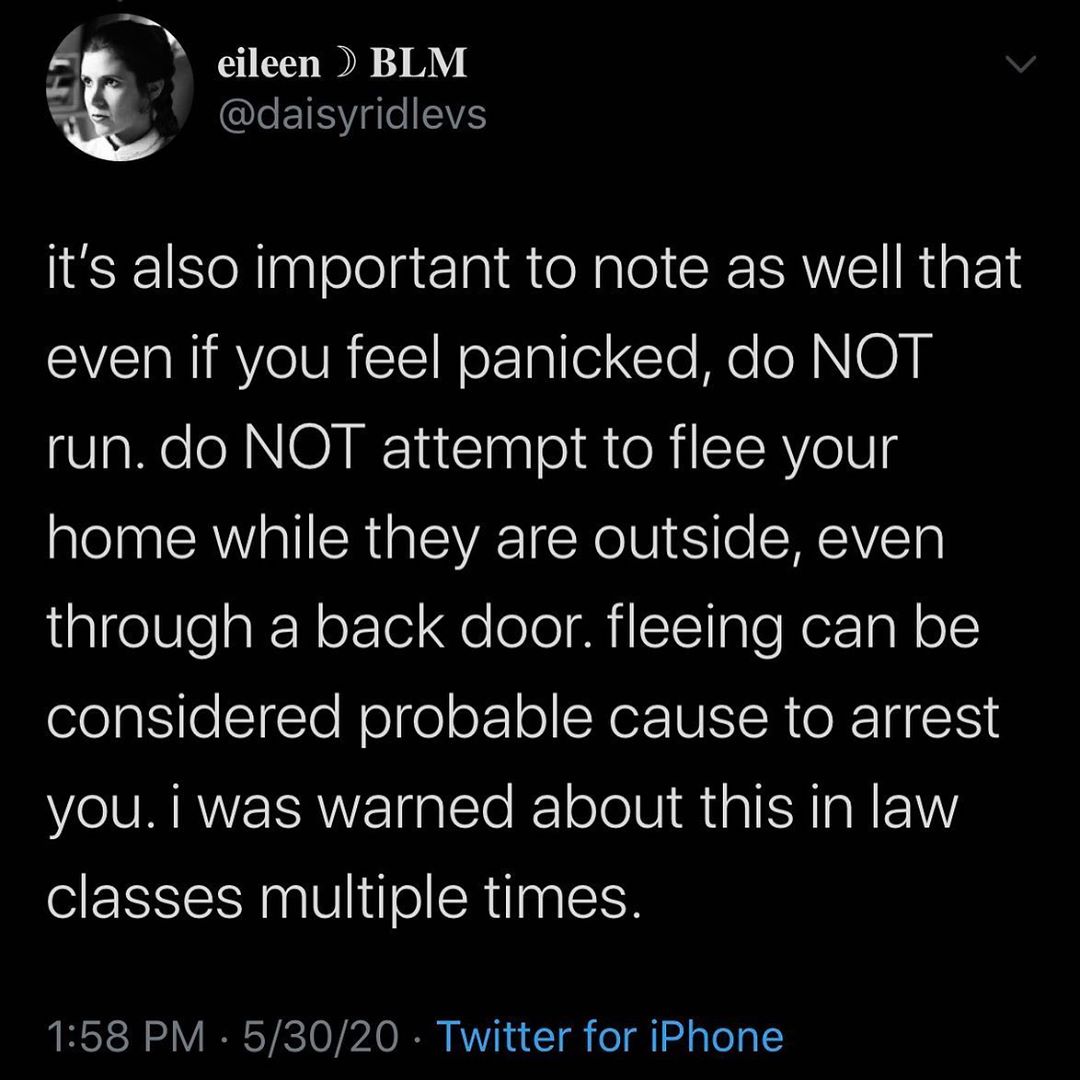 eileen ☽ BLM
@daisyridlevs
it’s also important to note as well that
even if you feel panicked, do NOT
run. do NOT attempt to flee your
home while they are outside, even
through a back door. fleeing can be
considered probable cause to arrest
you. i was warned about this in law
classes multiple times.
1:58 PM · 5/30/20 · Twitter for iPhone